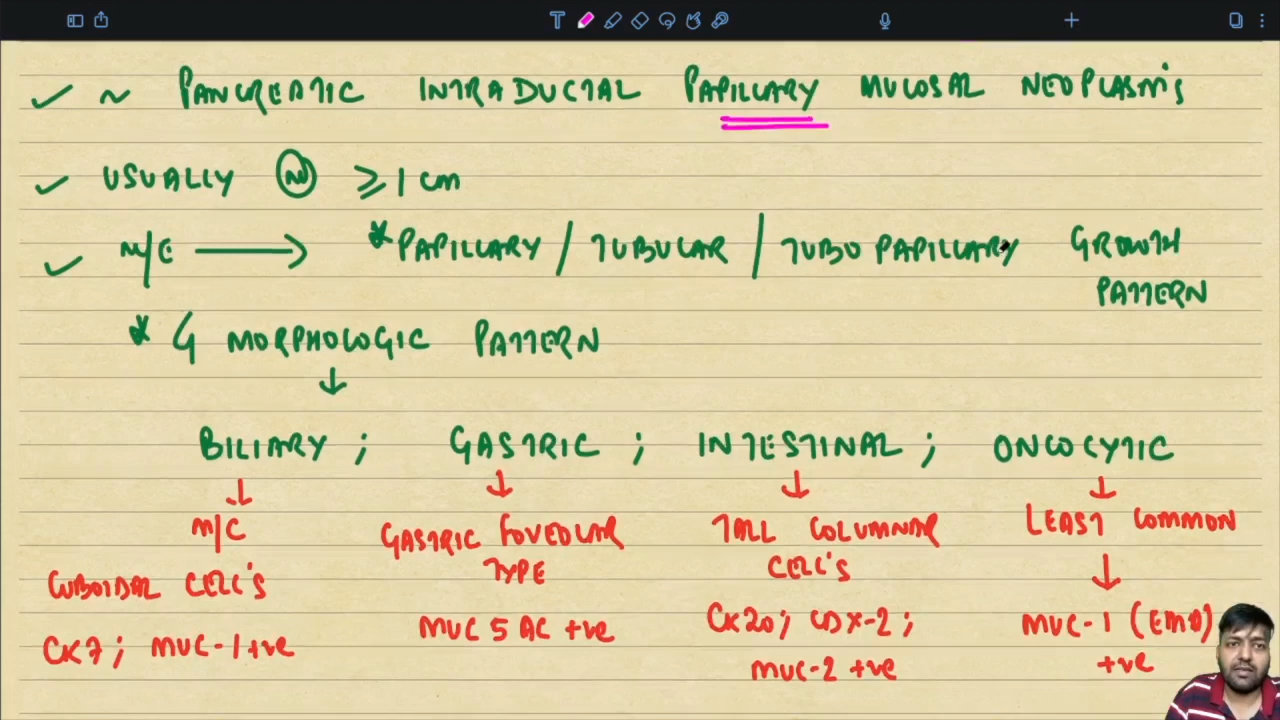 ~ PANCREATIC INTRADUCTAL PAPILLARY MUCOSAL NEOPLASM'S
USUALLY ≥ 1 cm
M/E → * PAPILLARY / TUBULAR / TUBOPAPILLARY GROWTH PATTERN
* 4 MORPHOLOGIC PATTERN
↓
BILIARY ; GASTRIC ; INTESTINAL ; ONCOCYTIC
↓ ↓ ↓ ↓
M/C
CUBOIDAL CELL'S
CK7 ; MUC-1 +ve
GASTRIC FOVEOLAR
TYPE
MUC 5 AC +ve
TALL COLUMNAR
CELL'S
CK20 ; CDX-2 ;
MUC-2 +ve
LEAST COMMON
↓
MUC-1 (EMA)
+ve